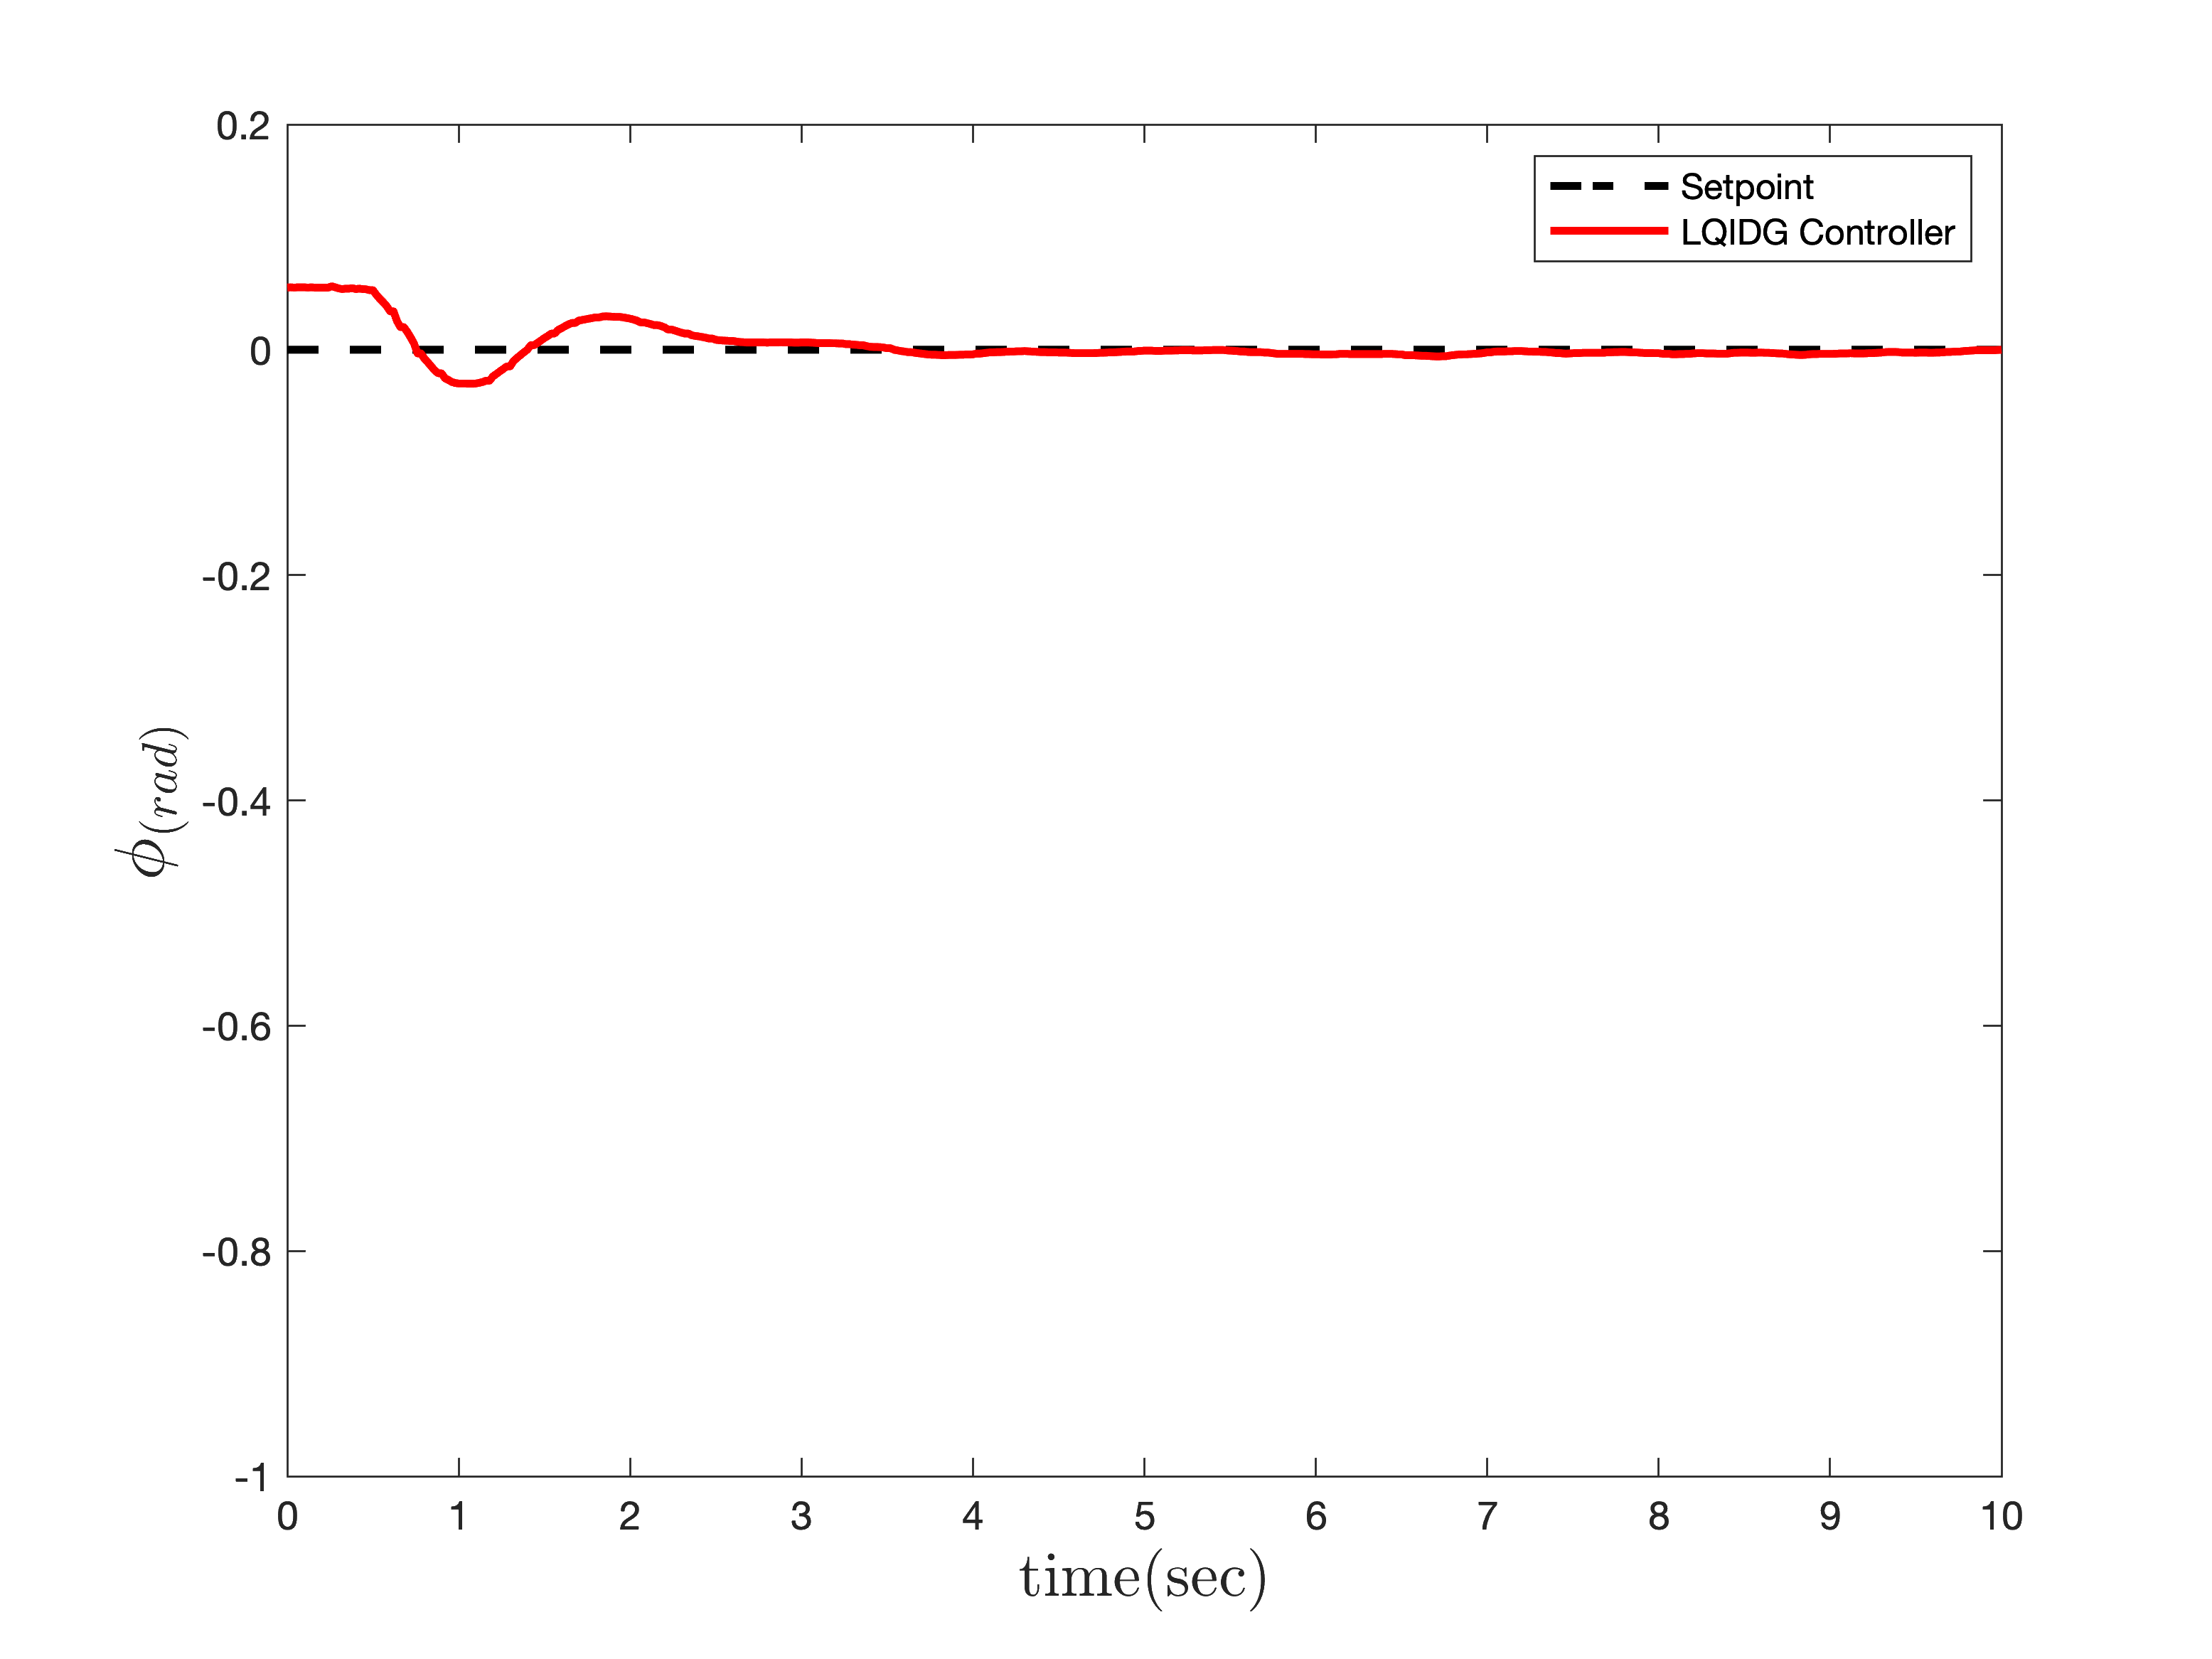 0.2
Setpoint
LQIDG Controller
0
-0.2
-0.4
ϕ(rad)
-0.6
-0.8
-1
0 1 2 3 4 5 6 7 8 9 10
time(sec)